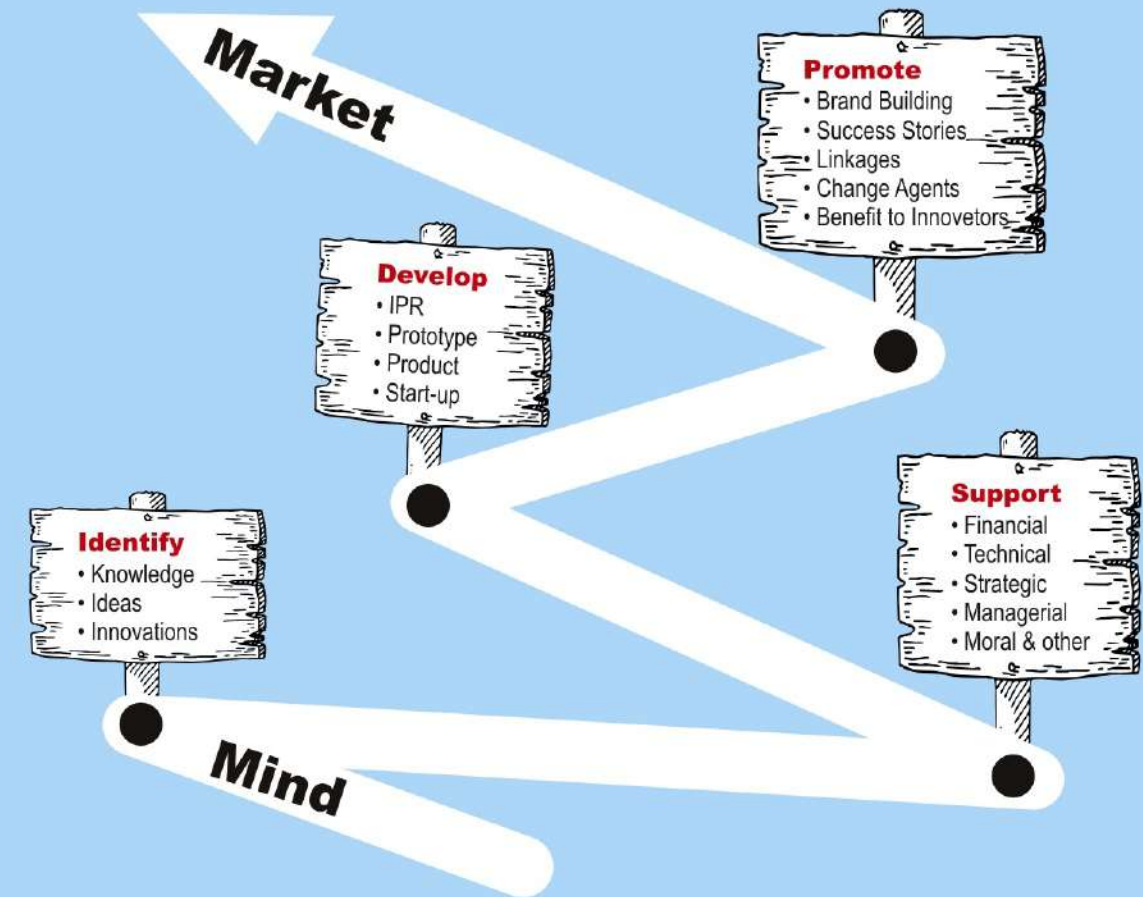 Market
Promote
• Brand Building
• Success Stories
• Linkages
• Change Agents
• Benefit to Innovetors
Develop
• IPR
• Prototype
• Product
• Start-up
Support
• Financial
• Technical
• Strategic
• Managerial
• Moral & other
Identify
• Knowledge
• Ideas
• Innovations
Mind